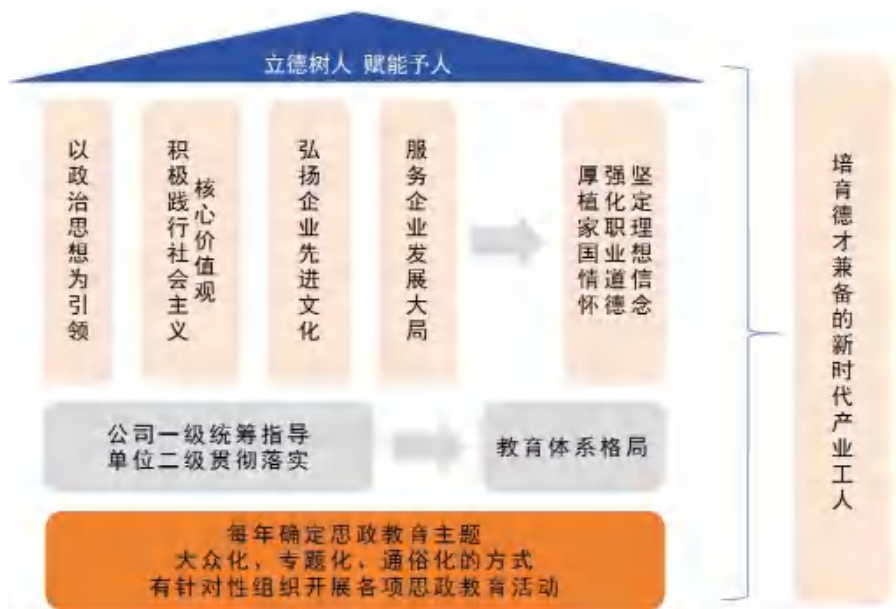 立德树人 赋能予人
以政治思想为引领
积极践行社会主义
核心价值观
弘扬企业先进文化
服务企业发展大局
厚植家国情怀
强化职业道德
坚定理想信念
公司一级统筹指导
单位二级贯彻落实
教育体系格局
每年确定思政教育主题
大众化、专题化、通俗化的方式
有针对性组织开展各项思政教育活动
培育德才兼备的新时代产业工人